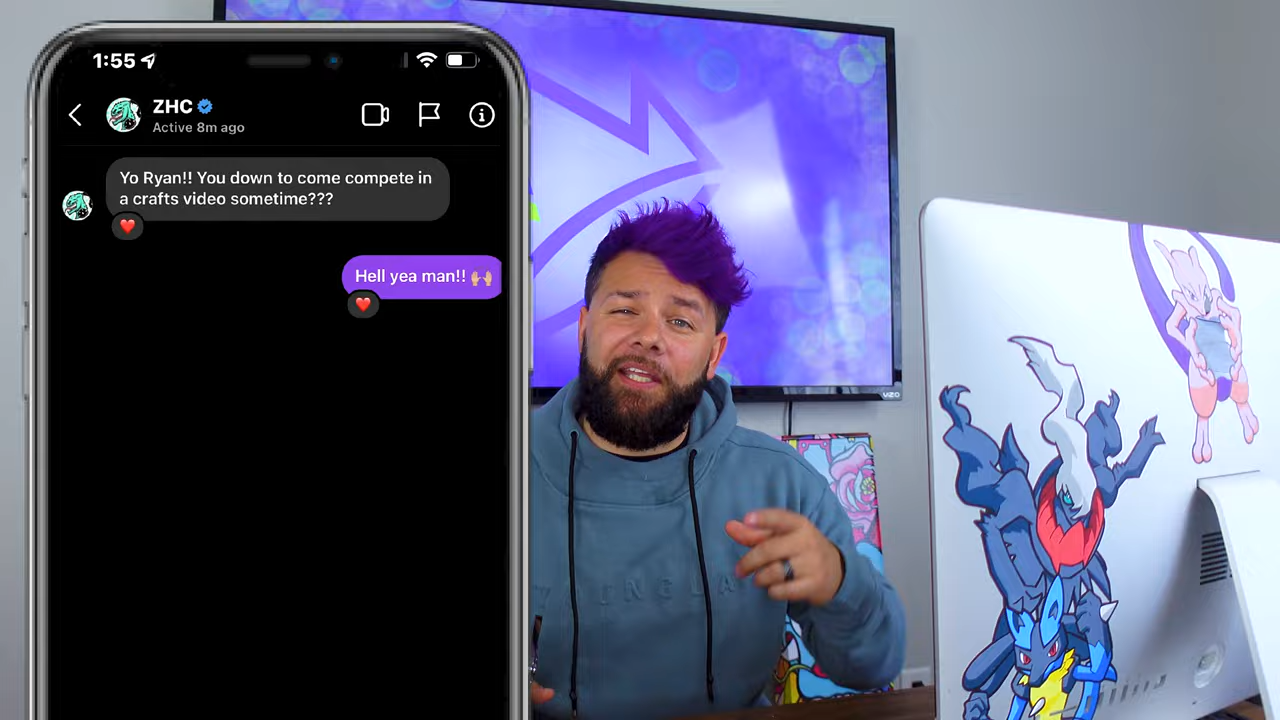 1:55
ZHC
Active 8m ago
Yo Ryan!! You down to come compete in
a crafts video sometime???
❤️
Hell yea man!! 🙌🏼
❤️
VIZIO